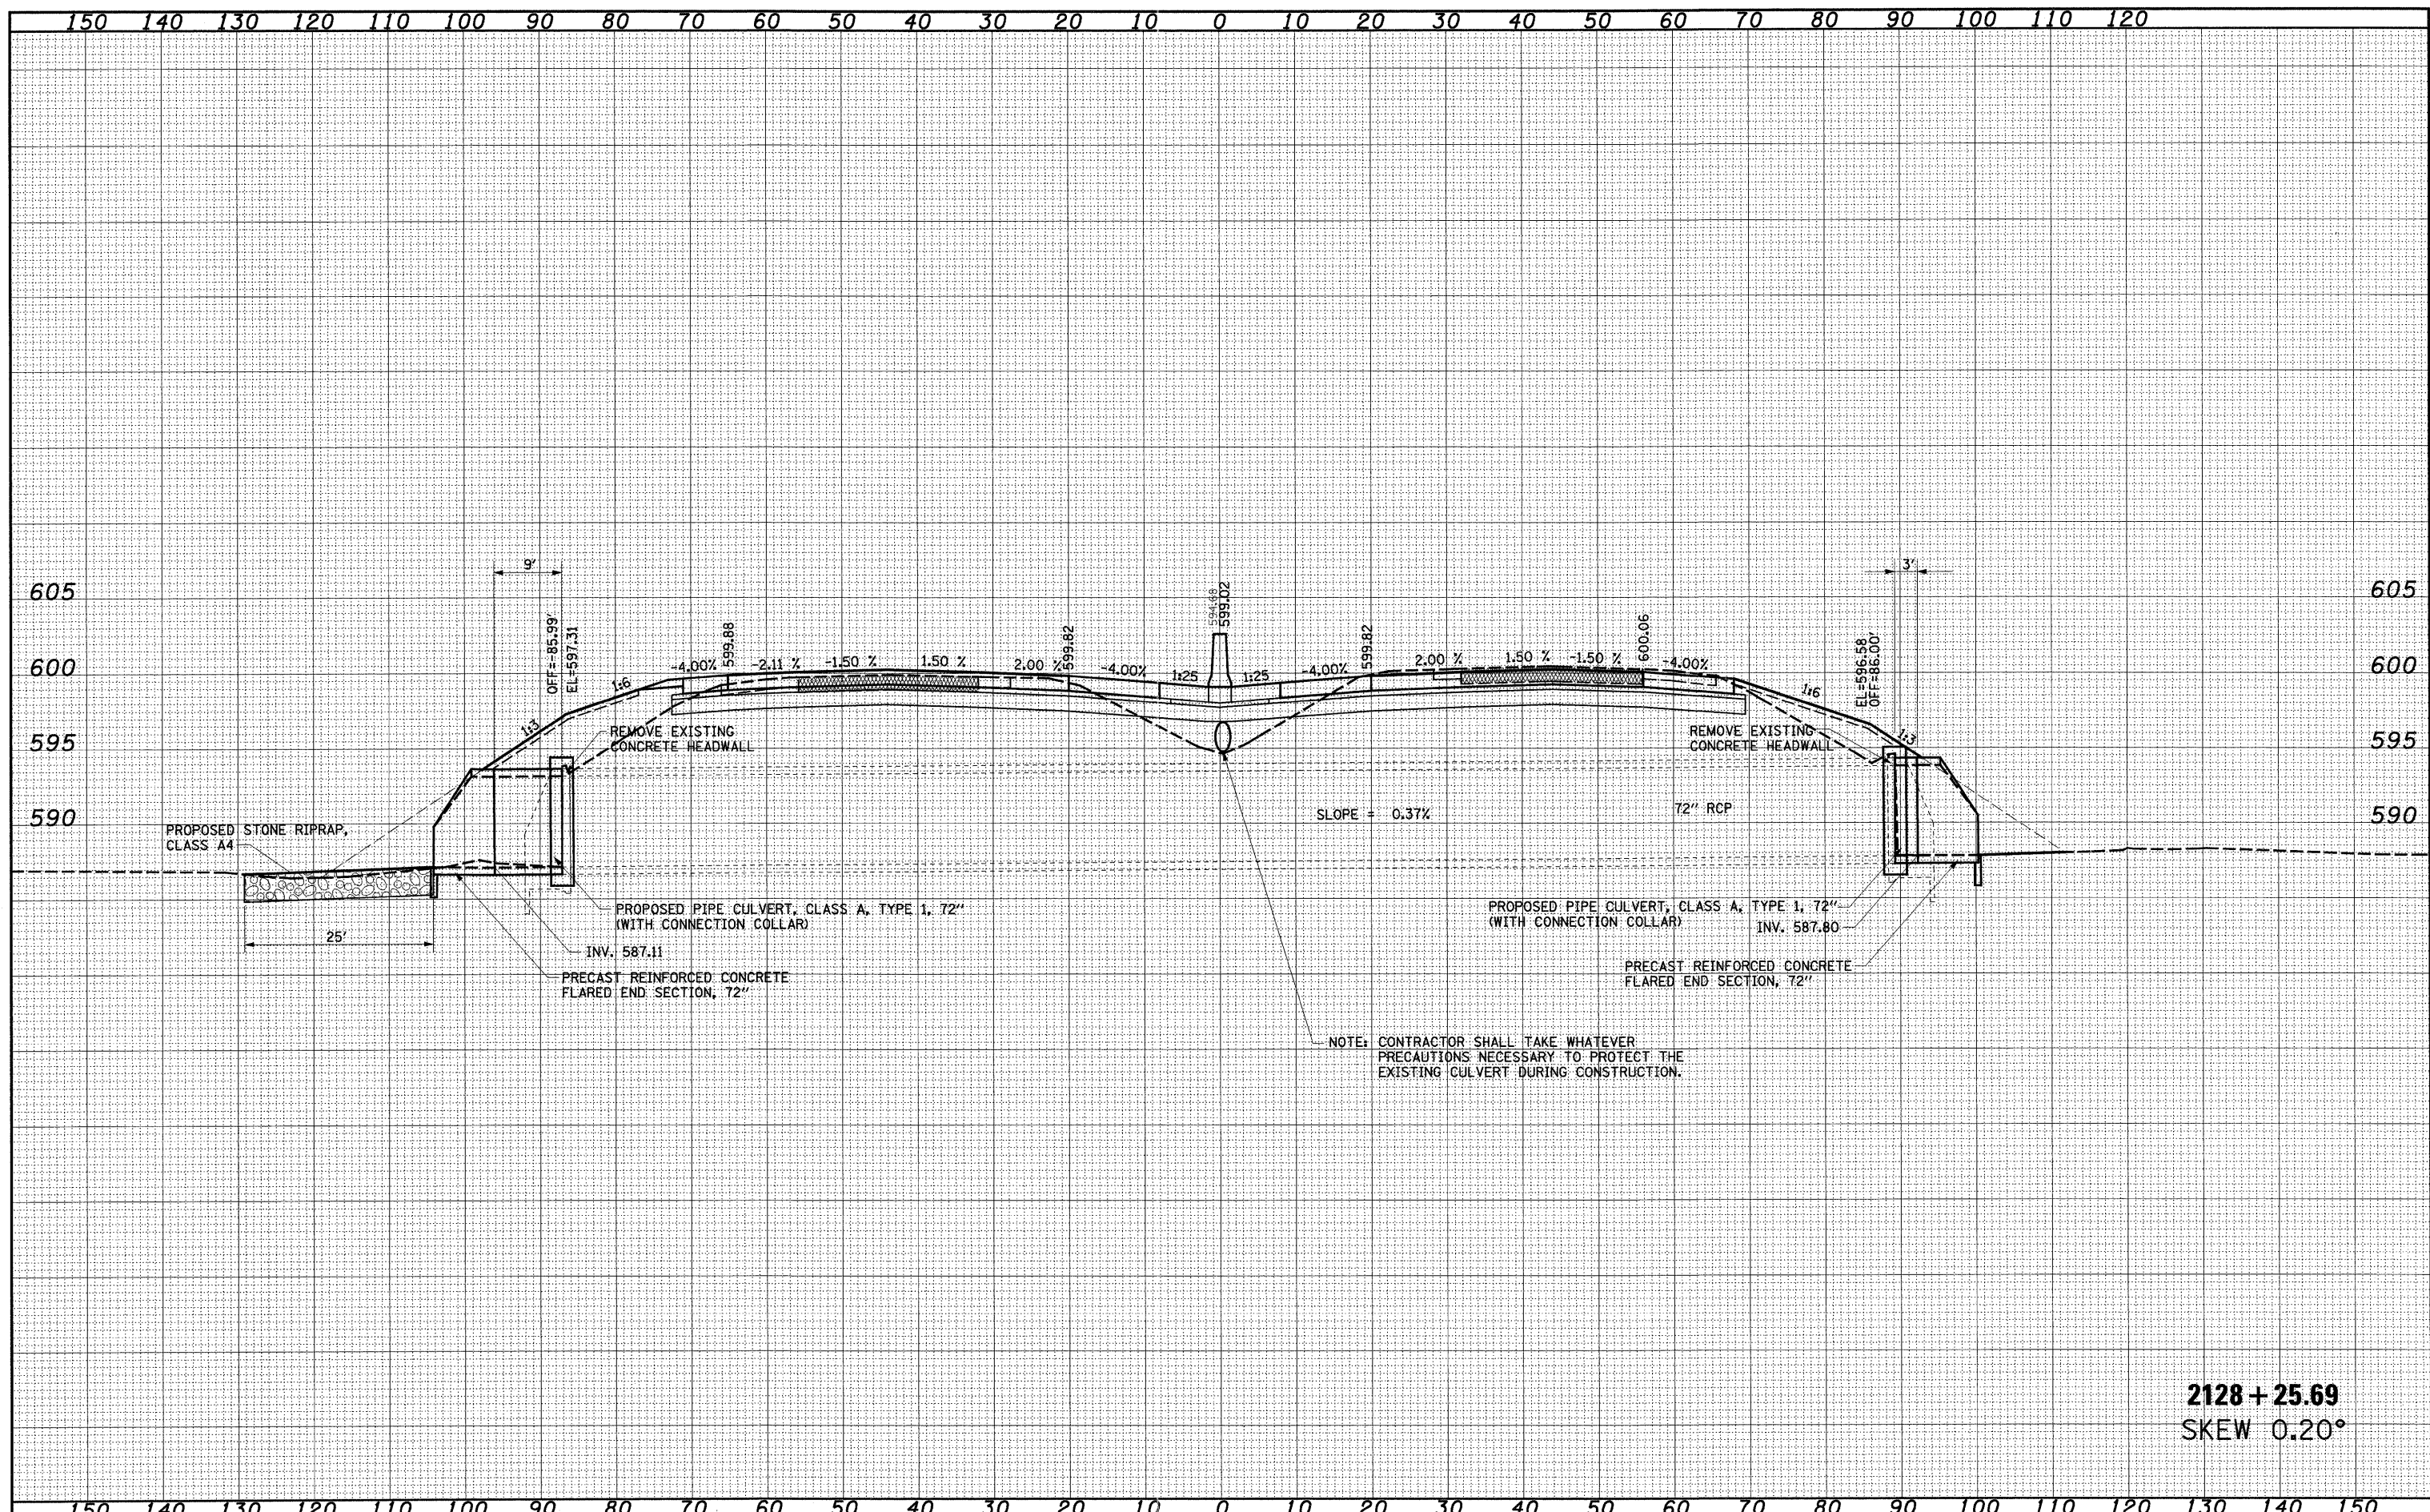 150 140 130 120 110 100 90 80 70 60 50 40 30 20 10 0 10 20 30 40 50 60 70 80 90 100 110 120
9' 3'
605 605
594.68
599.02
OFF=-85.99'
EL=597.31
599.88
599.82
599.82
600.06
EL=596.58
OFF=86.00'
600 -4.00% -2.11 % -1.50 % 1.50 % 2.00 % -4.00% 1:25 1:25 -4.00% 2.00 % 1.50 % -1.50 % -4.00% 600
1:6 1:6
1:3 1:3
595 595
REMOVE EXISTING
CONCRETE HEADWALL
REMOVE EXISTING
CONCRETE HEADWALL
SLOPE = 0.37%
72" RCP
590 590
PROPOSED STONE RIPRAP,
CLASS A4
25'
PROPOSED PIPE CULVERT, CLASS A, TYPE 1, 72"
(WITH CONNECTION COLLAR)
INV. 587.11
PRECAST REINFORCED CONCRETE
FLARED END SECTION, 72"
PROPOSED PIPE CULVERT, CLASS A, TYPE 1, 72"
(WITH CONNECTION COLLAR)
INV. 587.80
PRECAST REINFORCED CONCRETE
FLARED END SECTION, 72"
NOTE: CONTRACTOR SHALL TAKE WHATEVER
PRECAUTIONS NECESSARY TO PROTECT THE
EXISTING CULVERT DURING CONSTRUCTION.
2128 + 25.69
SKEW 0.20°
150 140 130 120 110 100 90 80 70 60 50 40 30 20 10 0 10 20 30 40 50 60 70 80 90 100 110 120 130 140 150